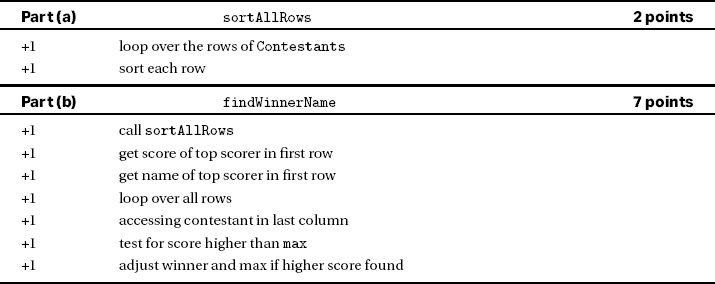 Part (a) sortAllRows 2 points
+1 loop over the rows of Contestants
+1 sort each row
Part (b) findWinnerName 7 points
+1 call sortAllRows
+1 get score of top scorer in first row
+1 get name of top scorer in first row
+1 loop over all rows
+1 accessing contestant in last column
+1 test for score higher than max
+1 adjust winner and max if higher score found